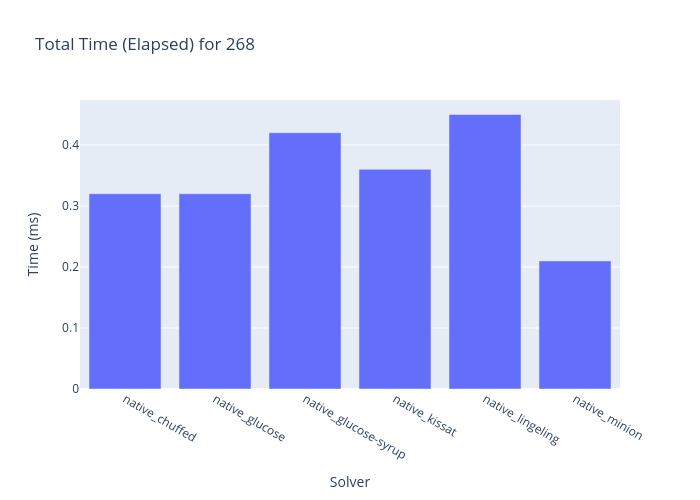 Total Time (Elapsed) for 268
Time (ms)
0.4
0.3
0.2
0.1
0
native_chuffed
native_glucose
native_glucose-syrup
native_kissat
native_lingeling
native_minion
Solver